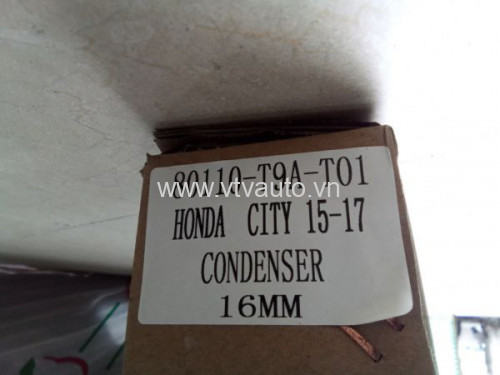 80110-T9A-T01
www.vtvauto.vn
HONDA CITY 15-17
CONDENSER
16MM